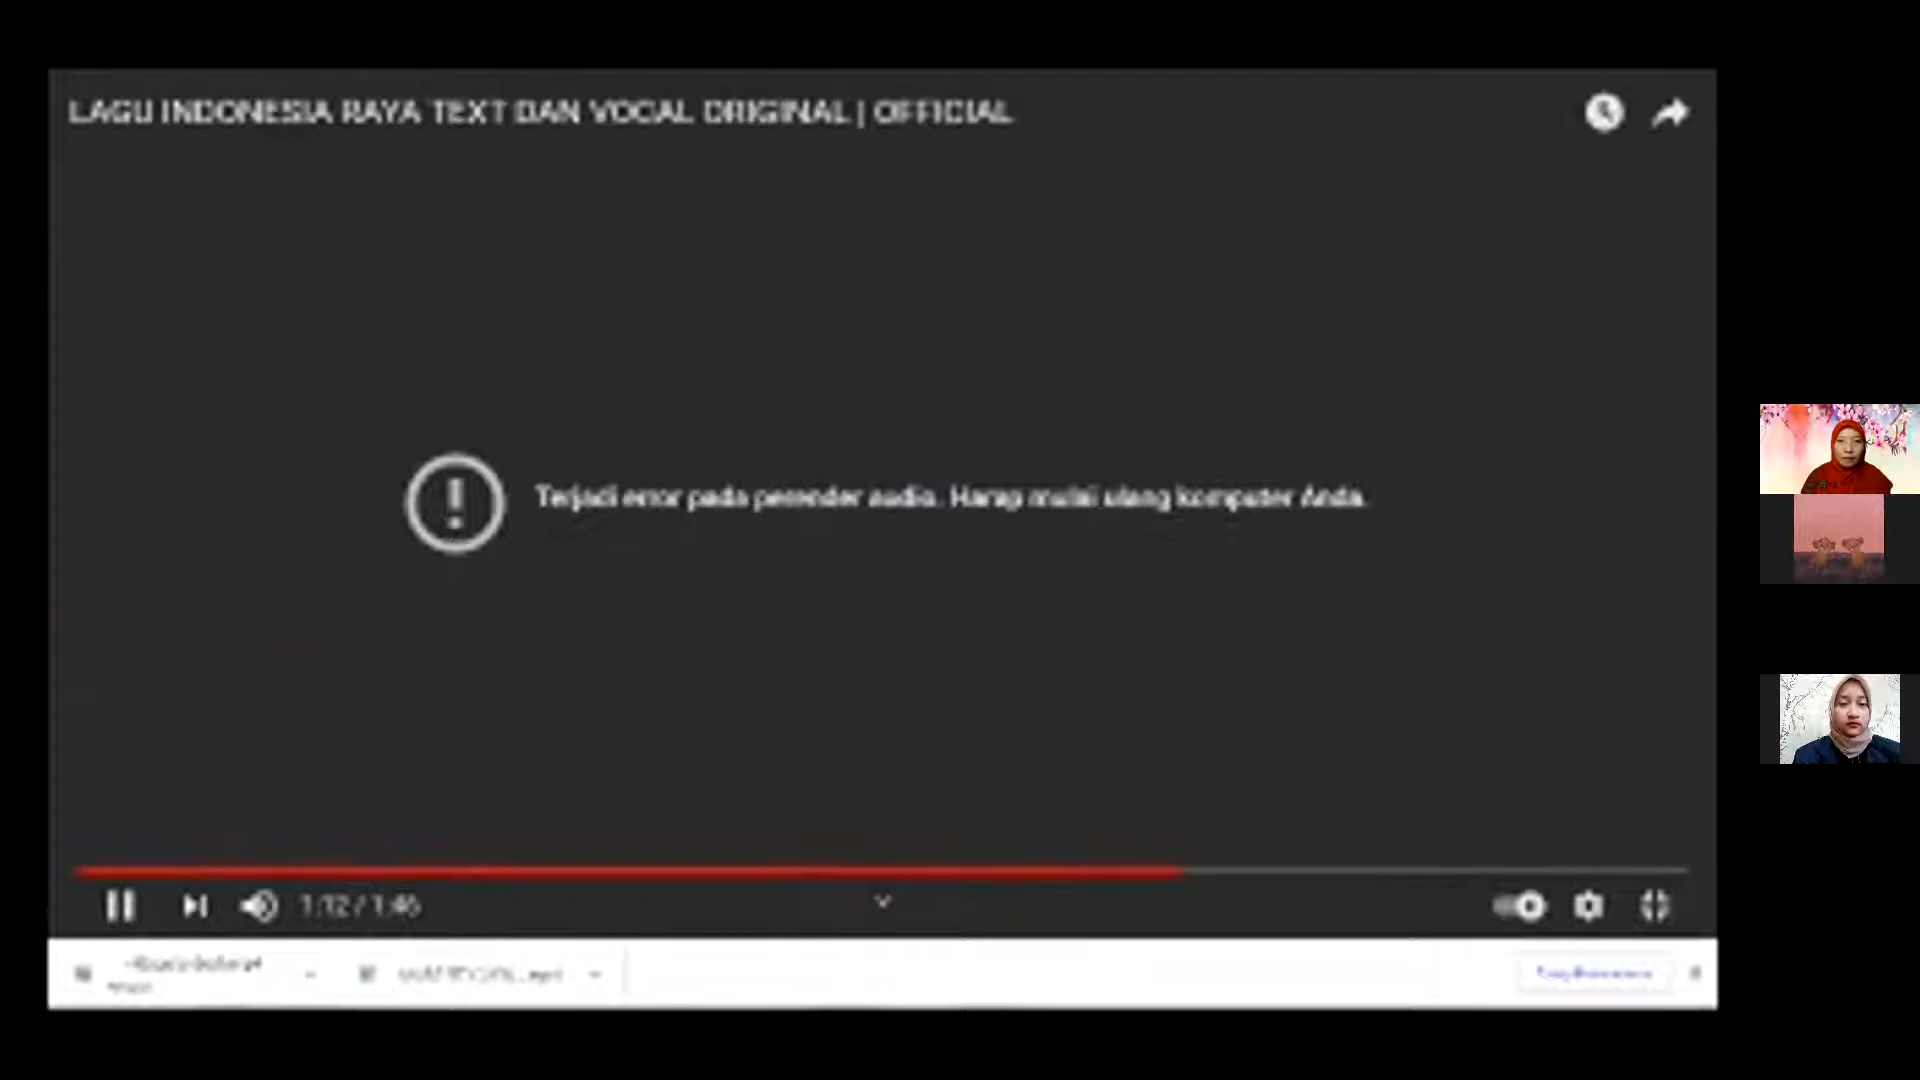 LAGU INDONESIA RAYA TEXT DAN VOCAL ORIGINAL | OFFICIAL
Terjadi error pada perender audio. Harap mulai ulang komputer Anda.
1:12 / 1:46